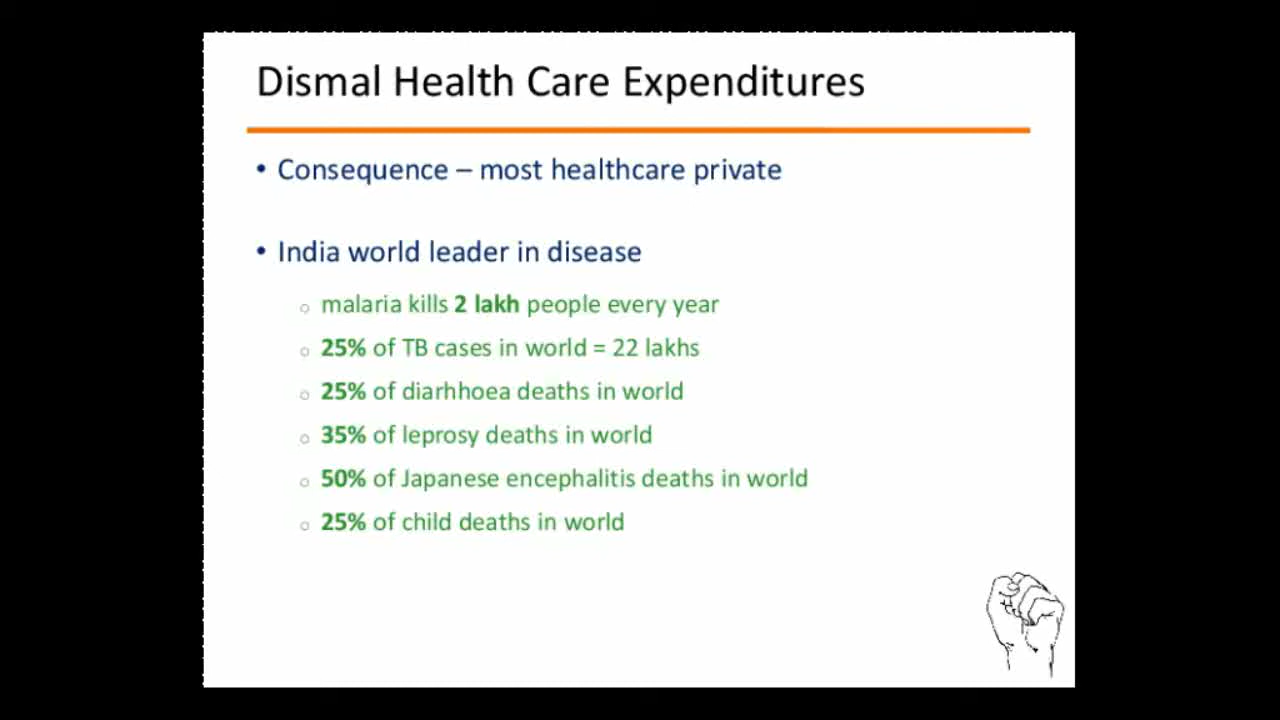 Dismal Health Care Expenditures
• Consequence – most healthcare private
• India world leader in disease
o malaria kills 2 lakh people every year
o 25% of TB cases in world = 22 lakhs
o 25% of diarhhoea deaths in world
o 35% of leprosy deaths in world
o 50% of Japanese encephalitis deaths in world
o 25% of child deaths in world